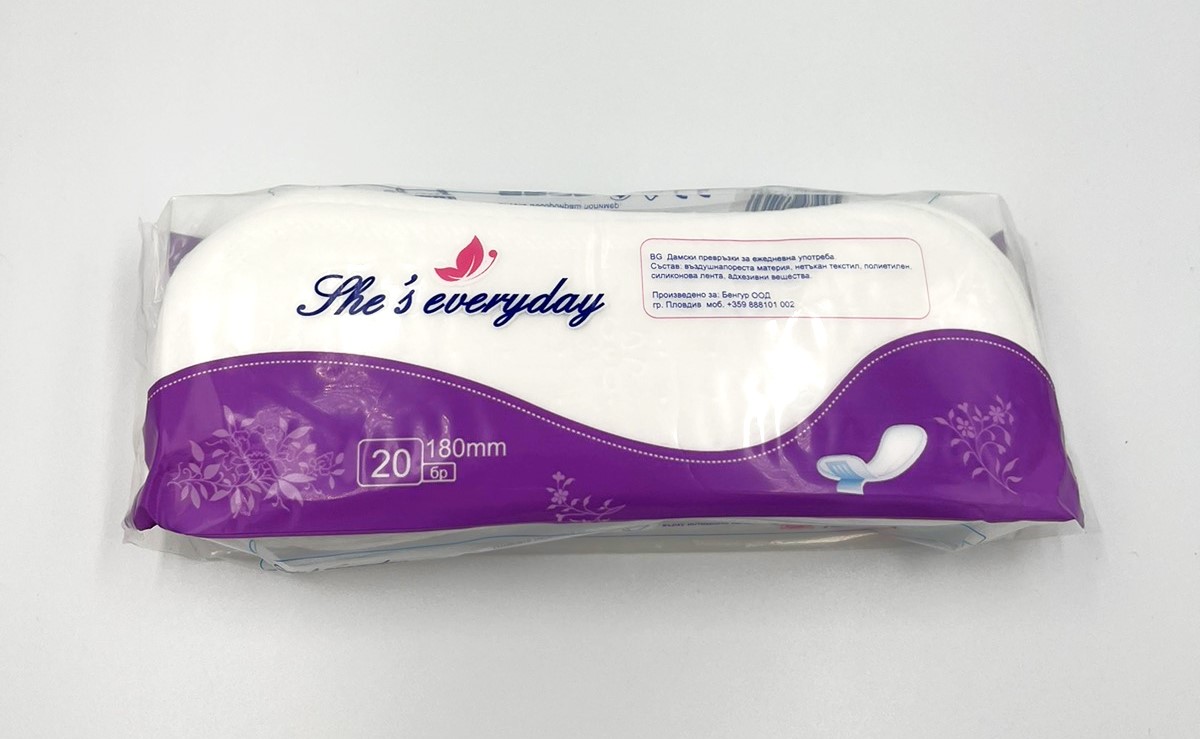 She's everyday
BG Дамски превръзки за ежедневна употреба.
Състав: въздушнапореста материя, нетъкан текстил, полиетилен,
силиконова лента, адхезивни вещества.
Произведено за: Бенгур ООД
гр. Пловдив моб. +359 888101 002
20
180mm
бр